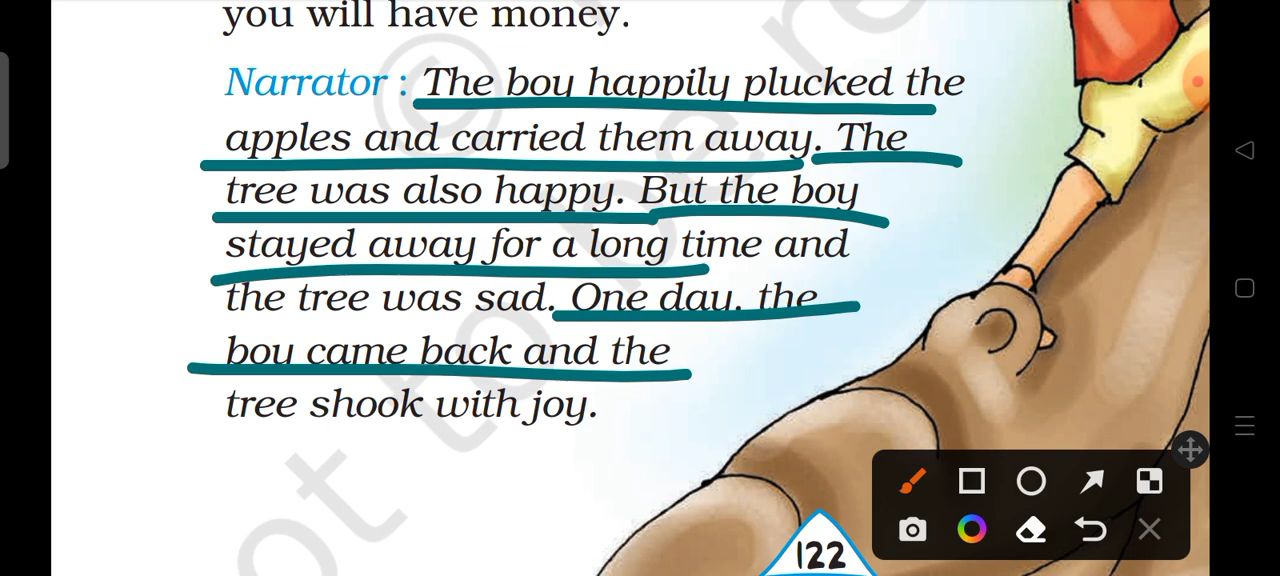 you will have money.
Narrator : The boy happily plucked the
apples and carried them away. The
tree was also happy. But the boy
stayed away for a long time and
the tree was sad. One day, the
boy came back and the
tree shook with joy.
122